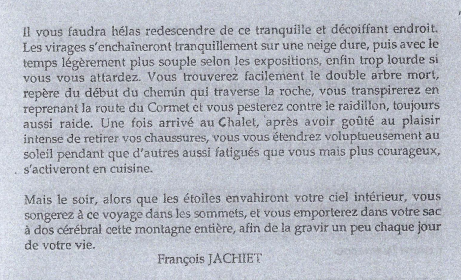 Il vous faudra hélas redescendre de ce tranquille et décoiffant endroit.
Les virages s'enchaîneront tranquillement sur une neige dure, puis avec le
temps légèrement plus souple selon les expositions, enfin trop lourde si
vous vous attardez. Vous trouverez facilement le double arbre mort,
repère du début du chemin qui traverse la roche, vous transpirerez en
reprenant la route du Cormet et vous pesterez contre le raidillon, toujours
aussi raide. Une fois arrivé au Chalet, après avoir goûté au plaisir
intense de retirer vos chaussures, vous vous étendrez voluptueusement au
soleil pendant que d'autres aussi fatigués que vous mais plus courageux,
s'activeront en cuisine.
Mais le soir, alors que les étoiles envahiront votre ciel intérieur, vous
songerez à ce voyage dans les sommets, et vous emporterez dans votre sac
à dos cérébral cette montagne entière, afin de la gravir un peu chaque jour
de votre vie.
François JACHIET